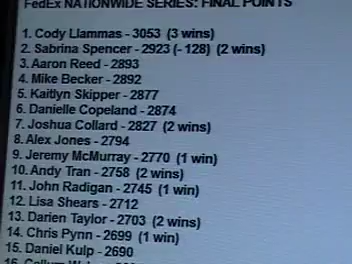 FedEx NATIONWIDE SERIES: FINAL POINTS
1. Cody Llammas - 3053 (3 wins)
2. Sabrina Spencer - 2923 (- 128) (2 wins)
3. Aaron Reed - 2893
4. Mike Becker - 2892
5. Kaitlyn Skipper - 2877
6. Danielle Copeland - 2874
7. Joshua Collard - 2827 (2 wins)
8. Alex Jones - 2794
9. Jeremy McMurray - 2770 (1 win)
10. Andy Tran - 2758 (2 wins)
11. John Radigan - 2745 (1 win)
12. Lisa Shears - 2712
13. Darien Taylor - 2703 (2 wins)
14. Chris Pynn - 2699 (1 win)
15. Daniel Kulp - 2690